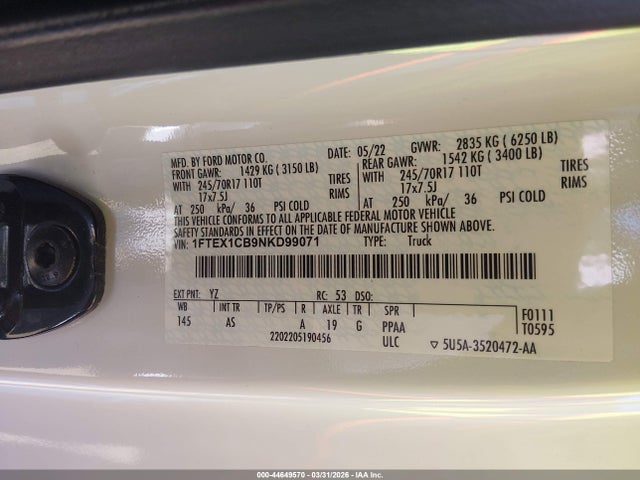 MFD. BY FORD MOTOR CO. 05/22 GVWR: 2835 KG ( 6250 LB)
FRONT GAWR: 1429 KG ( 3150 LB) REAR GAWR: 1542 KG ( 3400 LB)
WITH 245/70R17 110T TIRES WITH 245/70R17 110T TIRES
17x7.5J RIMS 17x7.5J RIMS
AT 250 kPa/ 36 PSI COLD AT 250 kPa/ 36 PSI COLD
THIS VEHICLE CONFORMS TO ALL APPLICABLE FEDERAL MOTOR VEHICLE
SAFETY STANDARDS IN EFFECT ON THE DATE OF MANUFACTURE SHOWN ABOVE.
VIN: 1FTEX1CB9NKD99071 TYPE: Truck
EXT PNT: YZ RC: 53 DSO:
WB INT TR TP/PS R AXLE TR SPR F0111
145 AS A 19 G PPAA T0595
2202205190456 ULC ▽ 5U5A-3520472-AA
000-44649570 - 03/31/2026 - IAA Inc.